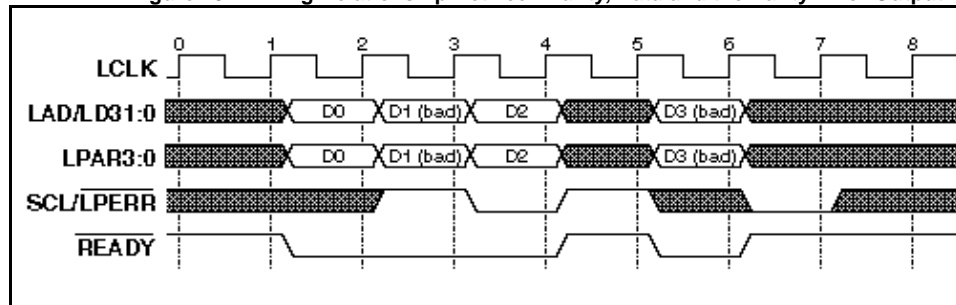 0 1 2 3 4 5 6 7 8
LCLK
LAD/LD31:0 D0 D1 (bad) D2 D3 (bad)
LPAR3:0 D0 D1 (bad) D2 D3 (bad)
SCL/LPERR
READY